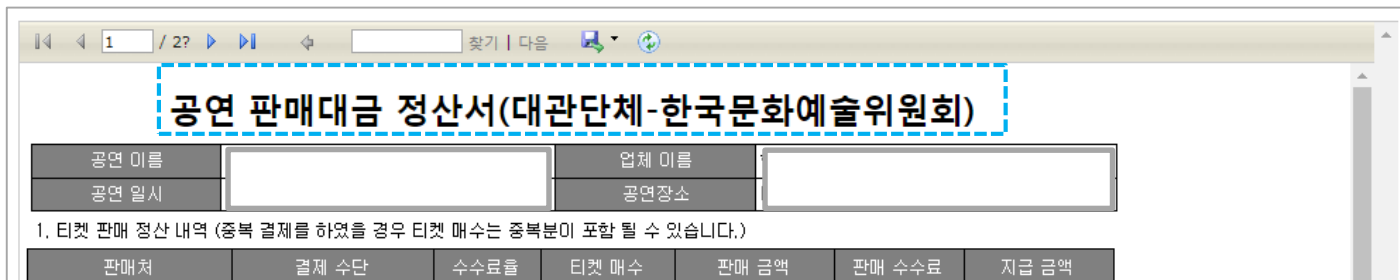 1 / 2? 찾기 | 다음
공연 판매대금 정산서(대관단체-한국문화예술위원회)
공연 이름 업체 이름
공연 일시 공연장소
1. 티켓 판매 정산 내역 (중복 결제를 하였을 경우 티켓 매수는 중복분이 포함 될 수 있습니다.)
판매처 결제 수단 수수료율 티켓 매수 판매 금액 판매 수수료 지급 금액